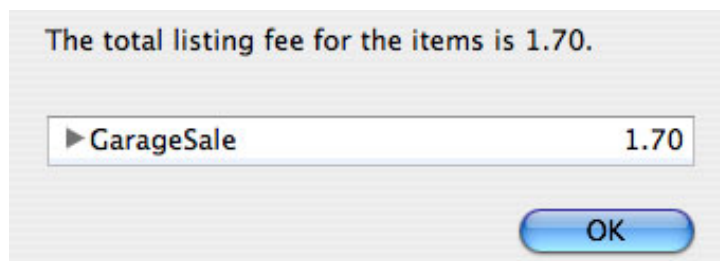 The total listing fee for the items is 1.70.
GarageSale 1.70
OK